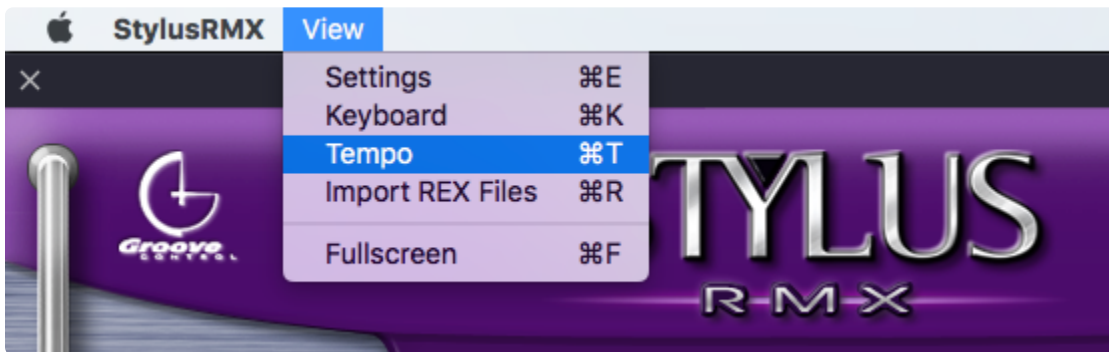 StylusRMX View
Settings ⌘E
Keyboard ⌘K
Tempo ⌘T
Import REX Files ⌘R
Fullscreen ⌘F
Groove
CONTROL
STYLUS
RMX